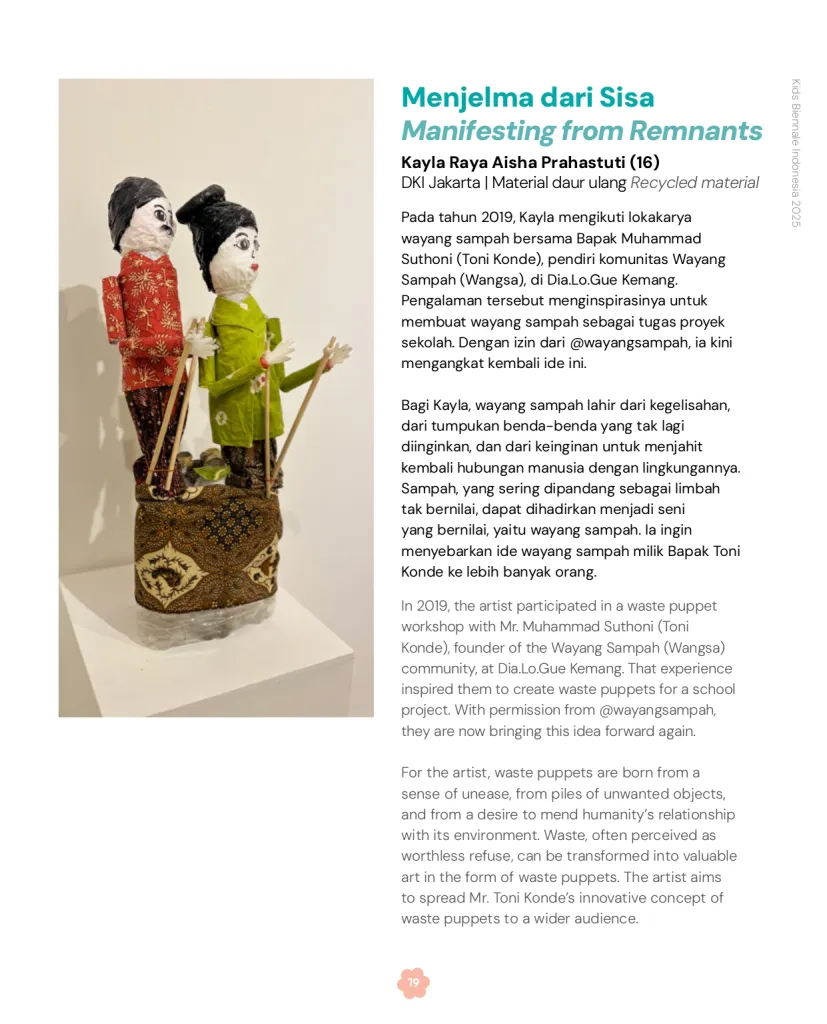 Menjelma dari Sisa
Manifesting from Remnants
Kayla Raya Aisha Prahastuti (16)
DKI Jakarta | Material daur ulang Recycled material
Pada tahun 2019, Kayla mengikuti lokakarya
wayang sampah bersama Bapak Muhammad
Suthoni (Toni Konde), pendiri komunitas Wayang
Sampah (Wangsa), di Dia.Lo.Gue Kemang.
Pengalaman tersebut menginspirasinya untuk
membuat wayang sampah sebagai tugas proyek
sekolah. Dengan izin dari @wayangsampah, ia kini
mengangkat kembali ide ini.
Bagi Kayla, wayang sampah lahir dari kegelisahan,
dari tumpukan benda-benda yang tak lagi
diinginkan, dan dari keinginan untuk menjahit
kembali hubungan manusia dengan lingkungannya.
Sampah, yang sering dipandang sebagai limbah
tak bernilai, dapat dihadirkan menjadi seni
yang bernilai, yaitu wayang sampah. Ia ingin
menyebarkan ide wayang sampah milik Bapak Toni
Konde ke lebih banyak orang.
In 2019, the artist participated in a waste puppet
workshop with Mr. Muhammad Suthoni (Toni
Konde), founder of the Wayang Sampah (Wangsa)
community, at Dia.Lo.Gue Kemang. That experience
inspired them to create waste puppets for a school
project. With permission from @wayangsampah,
they are now bringing this idea forward again.
For the artist, waste puppets are born from a
sense of unease, from piles of unwanted objects,
and from a desire to mend humanity's relationship
with its environment. Waste, often perceived as
worthless refuse, can be transformed into valuable
art in the form of waste puppets. The artist aims
to spread Mr. Toni Konde's innovative concept of
waste puppets to a wider audience.
Kids Biennale Indonesia 2025
19